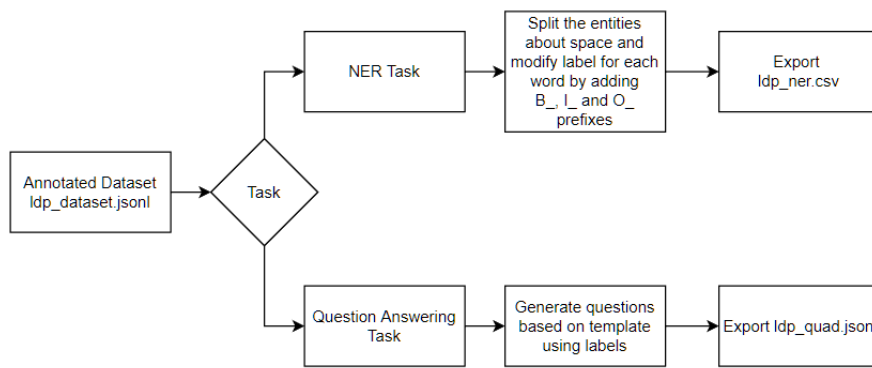 Annotated Dataset
ldp_dataset.jsonl
Task
NER Task
Split the entities
about space and
modify label for each
word by adding
B_, I_ and O_
prefixes
Export
ldp_ner.csv
Question Answering
Task
Generate questions
based on template
using labels
Export ldp_quad.json